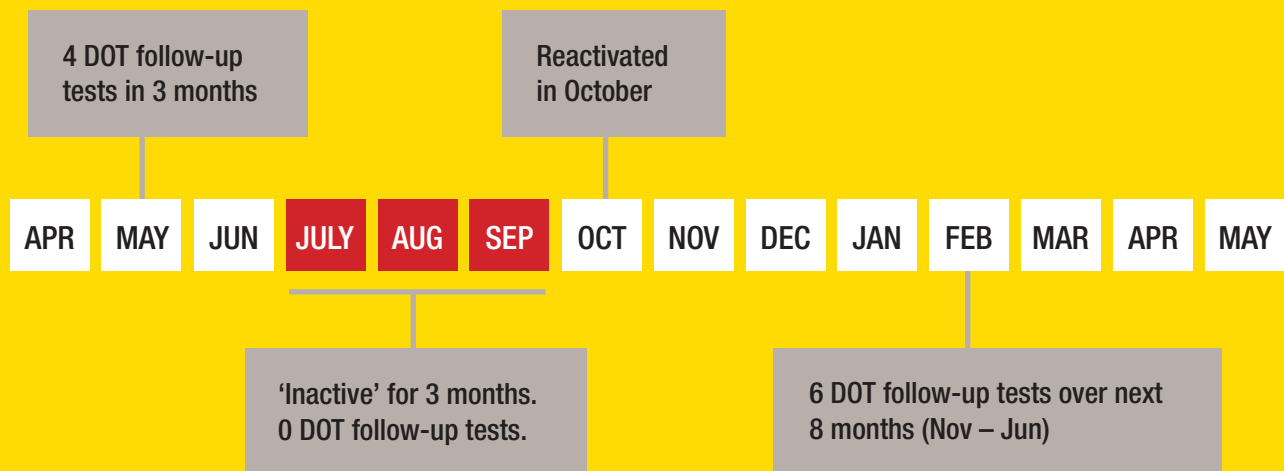 4 DOT follow-up
tests in 3 months
Reactivated
in October
APR MAY JUN JULY AUG SEP OCT NOV DEC JAN FEB MAR APR MAY
‘Inactive’ for 3 months.
0 DOT follow-up tests.
6 DOT follow-up tests over next
8 months (Nov – Jun)